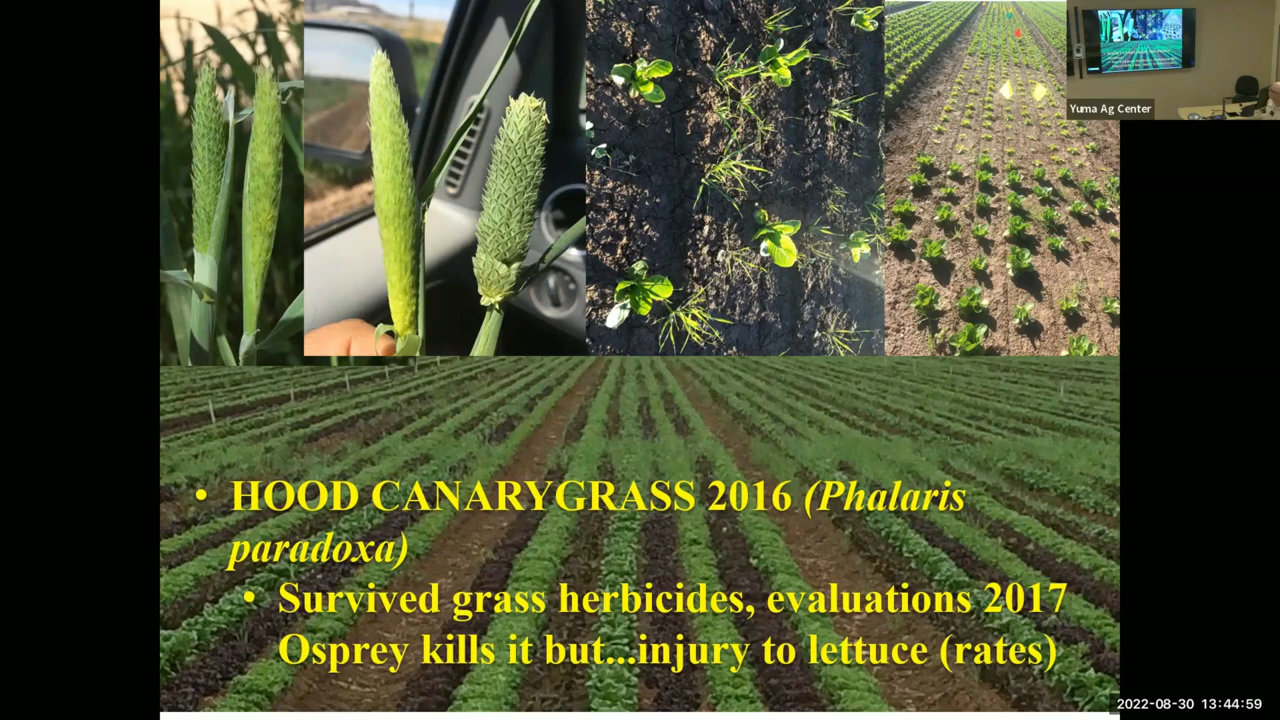 Yuma Ag Center
• HOOD CANARYGRASS 2016 (Phalaris
paradoxa)
• Survived grass herbicides, evaluations 2017
Osprey kills it but...injury to lettuce (rates)
2022-08-30 13:44:59